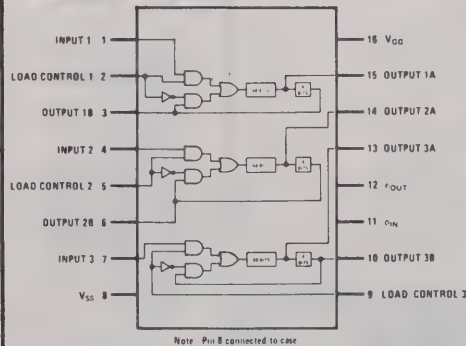 INPUT 1 1
LOAD CONTROL 1 2
OUTPUT 1B 3
INPUT 2 4
LOAD CONTROL 2 5
OUTPUT 2B 6
INPUT 3 7
VSS 8
16 VGG
15 OUTPUT 1A
14 OUTPUT 2A
13 OUTPUT 3A
12 φOUT
11 φIN
10 OUTPUT 3B
9 LOAD CONTROL 3
Note: Pin 8 connected to case